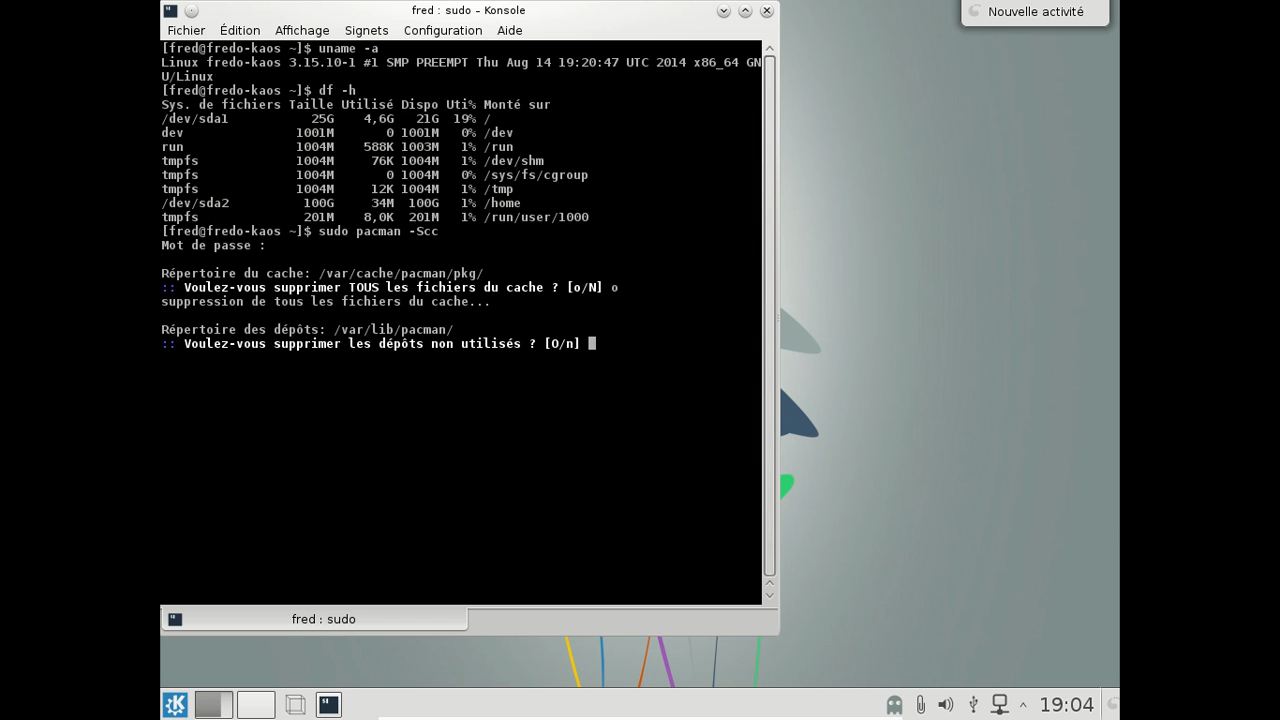 fred : sudo – Konsole
Nouvelle activité
Fichier Édition Affichage Signets Configuration Aide
[fred@fredo-kaos ~]$ uname -a
Linux fredo-kaos 3.15.10-1 #1 SMP PREEMPT Thu Aug 14 19:20:47 UTC 2014 x86_64 GN
U/Linux
[fred@fredo-kaos ~]$ df -h
Sys. de fichiers Taille Utilisé Dispo Uti% Monté sur
/dev/sda1 25G 4,6G 21G 19% /
dev 1001M 0 1001M 0% /dev
run 1004M 588K 1003M 1% /run
tmpfs 1004M 76K 1004M 1% /dev/shm
tmpfs 1004M 0 1004M 0% /sys/fs/cgroup
tmpfs 1004M 12K 1004M 1% /tmp
/dev/sda2 100G 34M 100G 1% /home
tmpfs 201M 8,0K 201M 1% /run/user/1000
[fred@fredo-kaos ~]$ sudo pacman -Scc
Mot de passe :
Répertoire du cache: /var/cache/pacman/pkg/
:: Voulez-vous supprimer TOUS les fichiers du cache ? [o/N] o
suppression de tous les fichiers du cache...
Répertoire des dépôts: /var/lib/pacman/
:: Voulez-vous supprimer les dépôts non utilisés ? [O/n]
fred : sudo
19:04